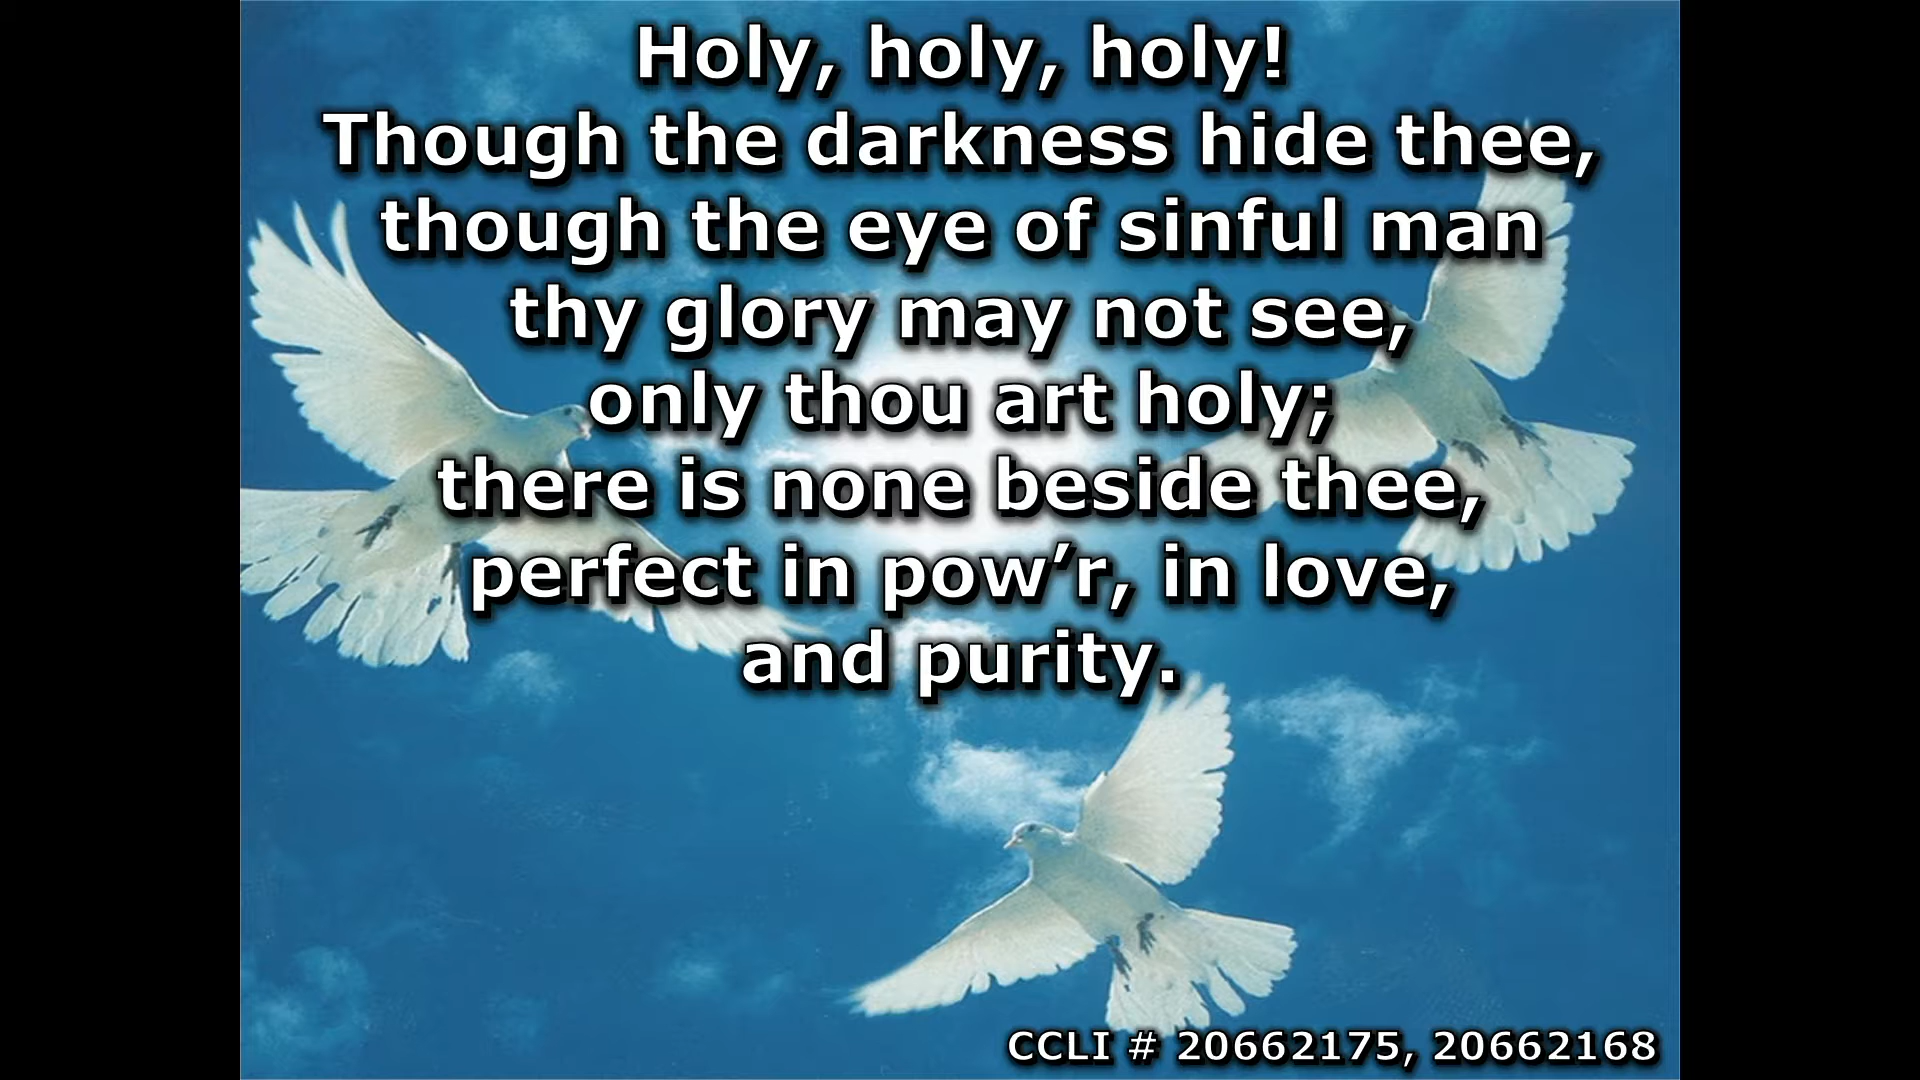 Holy, holy, holy!
Though the darkness hide thee,
though the eye of sinful man
thy glory may not see,
only thou art holy;
there is none beside thee,
perfect in pow’r, in love,
and purity.
CCLI # 20662175, 20662168